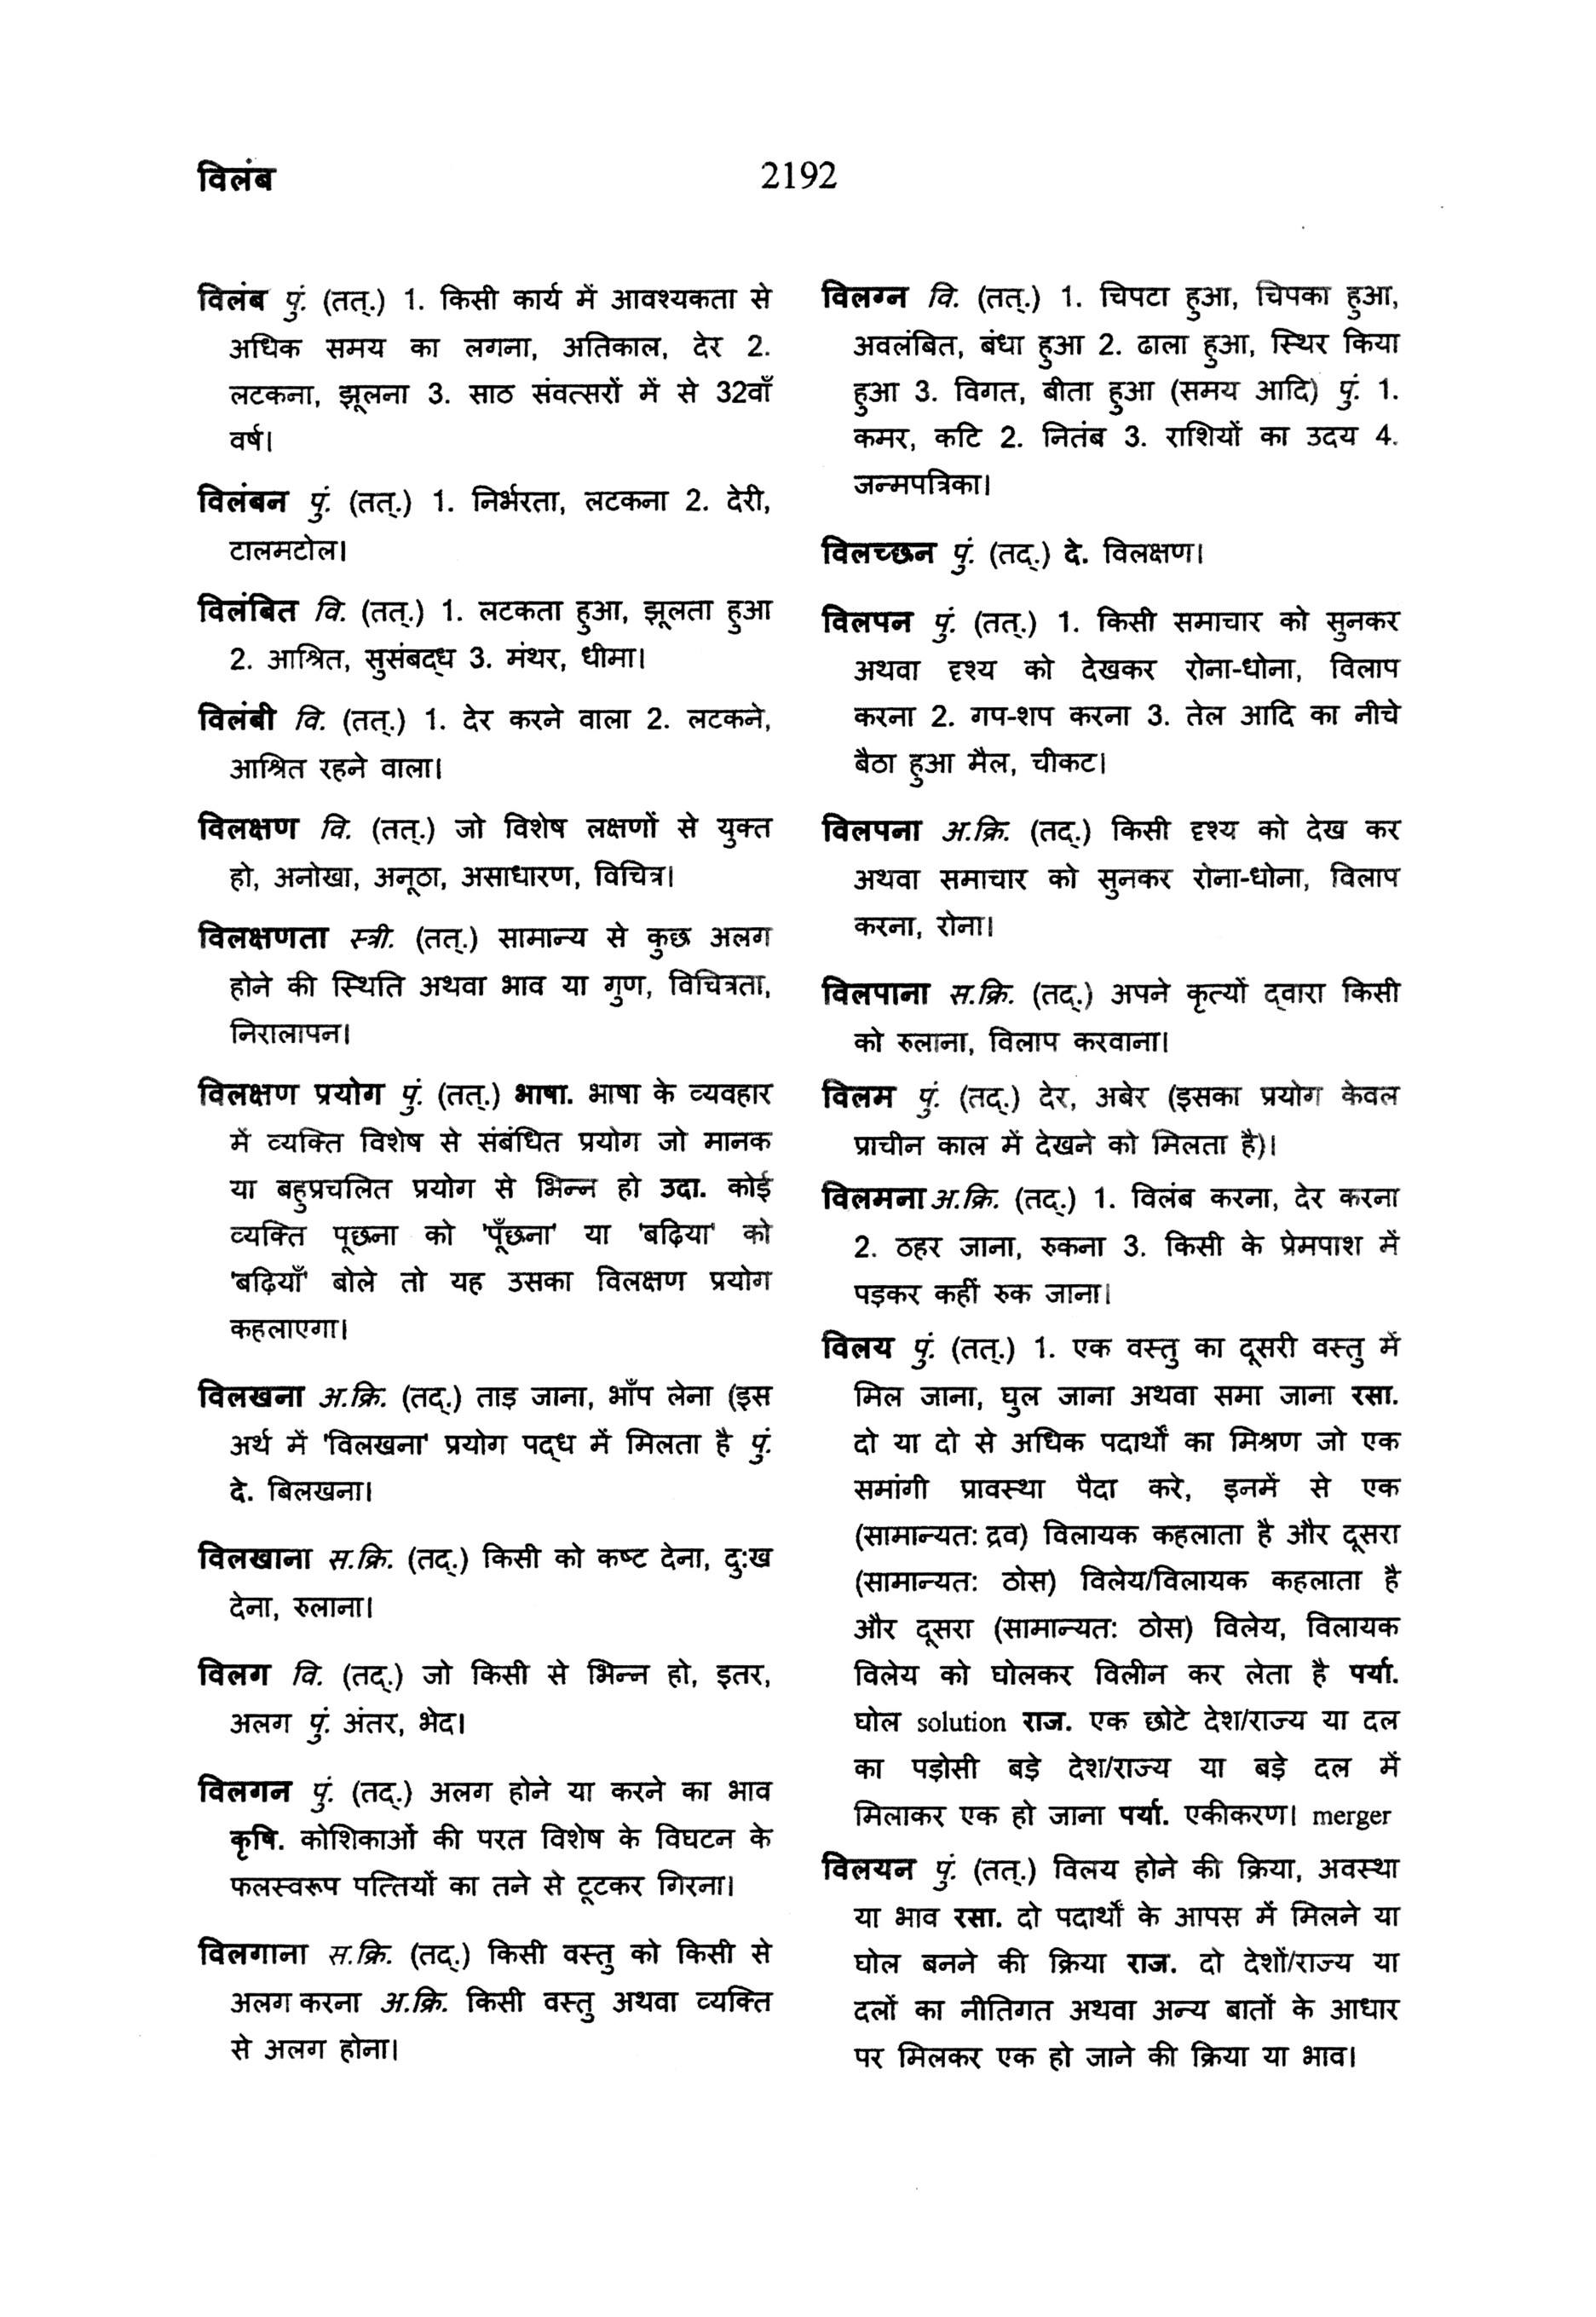 विलंब
2192
विलंब पुं. (तत्.) 1. किसी कार्य में आवश्यकता से
अधिक समय का लगना, अतिकाल, देर 2.
लटकना, झूलना 3. साठ संवत्सरों में से 32वाँ
वर्ष।
विलंबन पुं. (तत्.) 1. निर्भरता, लटकना 2. देरी,
टालमटोल।
विलंबित वि. (तत्.) 1. लटकता हुआ, झूलता हुआ
2. आश्रित, सुसंबद्ध 3. मंथर, धीमा।
विलंबी वि. (तत्.) 1. देर करने वाला 2. लटकने,
आश्रित रहने वाला।
विलक्षण वि. (तत्.) जो विशेष लक्षणों से युक्त
हो, अनोखा, अनूठा, असाधारण, विचित्र।
विलक्षणता स्त्री. (तत्.) सामान्य से कुछ अलग
होने की स्थिति अथवा भाव या गुण, विचित्रता,
निरालापन।
विलक्षण प्रयोग पुं. (तत्.) भाषा. भाषा के व्यवहार
में व्यक्ति विशेष से संबंधित प्रयोग जो मानक
या बहुप्रचलित प्रयोग से भिन्न हो उदा. कोई
व्यक्ति पूछना को 'पूँछना' या 'बढ़िया' को
'बढ़ियाँ' बोले तो यह उसका विलक्षण प्रयोग
कहलाएगा।
विलखना अ.क्रि. (तद्.) ताड़ जाना, भाँप लेना (इस
अर्थ में 'विलखना' प्रयोग पद्ध में मिलता है पुं.
दे. बिलखना।
विलखाना स.क्रि. (तद्.) किसी को कष्ट देना, दु:ख
देना, रुलाना।
विलग वि. (तद्.) जो किसी से भिन्न हो, इतर,
अलग पुं. अंतर, भेद।
विलगन पुं. (तद्.) अलग होने या करने का भाव
कृषि. कोशिकाओं की परत विशेष के विघटन के
फलस्वरूप पत्तियों का तने से टूटकर गिरना।
विलगाना स.क्रि. (तद्.) किसी वस्तु को किसी से
अलग करना अ.क्रि. किसी वस्तु अथवा व्यक्ति
से अलग होना।
विलग्न वि. (तत्.) 1. चिपटा हुआ, चिपका हुआ,
अवलंबित, बंधा हुआ 2. ढाला हुआ, स्थिर किया
हुआ 3. विगत, बीता हुआ (समय आदि) पुं. 1.
कमर, कटि 2. नितंब 3. राशियों का उदय 4.
जन्मपत्रिका।
विलच्छन पुं. (तद्.) दे. विलक्षण।
विलपन पुं. (तत्.) 1. किसी समाचार को सुनकर
अथवा दृश्य को देखकर रोना-धोना, विलाप
करना 2. गप-शप करना 3. तेल आदि का नीचे
बैठा हुआ मैल, चीकट।
विलपना अ.क्रि. (तद्.) किसी दृश्य को देख कर
अथवा समाचार को सुनकर रोना-धोना, विलाप
करना, रोना।
विलपाना स.क्रि. (तद्.) अपने कृत्यों द्वारा किसी
को रुलाना, विलाप करवाना।
विलम पुं. (तद्.) देर, अबेर (इसका प्रयोग केवल
प्राचीन काल में देखने को मिलता है)।
विलमना अ.क्रि. (तद्.) 1. विलंब करना, देर करना
2. ठहर जाना, रुकना 3. किसी के प्रेमपाश में
पड़कर कहीं रुक जाना।
विलय पुं. (तत्.) 1. एक वस्तु का दूसरी वस्तु में
मिल जाना, घुल जाना अथवा समा जाना रसा.
दो या दो से अधिक पदार्थों का मिश्रण जो एक
समांगी प्रावस्था पैदा करे, इनमें से एक
(सामान्यत: द्रव) विलायक कहलाता है और दूसरा
(सामान्यत: ठोस) विलेय/विलायक कहलाता है
और दूसरा (सामान्यत: ठोस) विलेय, विलायक
विलेय को घोलकर विलीन कर लेता है पर्या.
घोल solution राज. एक छोटे देश/राज्य या दल
का पड़ोसी बड़े देश/राज्य या बड़े दल में
मिलाकर एक हो जाना पर्या. एकीकरण। merger
विलयन पुं. (तत्.) विलय होने की क्रिया, अवस्था
या भाव रसा. दो पदार्थों के आपस में मिलने या
घोल बनने की क्रिया राज. दो देशों/राज्य या
दलों का नीतिगत अथवा अन्य बातों के आधार
पर मिलकर एक हो जाने की क्रिया या भाव।